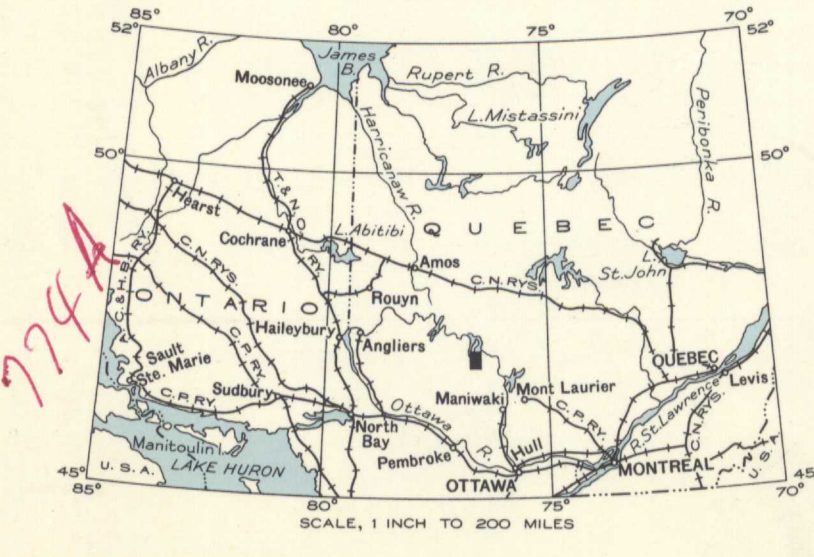 85° 80° 75° 70°
52° 52°
James
B.
Albany R.
Moosonee
Rupert R.
L. Mistassini
Harricanaw R.
Peribonka R.
50° 50°
Hearst
T. & N. O. RY.
Cochrane
L. Abitibi
QUEBEC
C. N. RYS.
Amos
C. N. RYS.
L.
St. John
A. C. & H. B. RY.
ONTARIO
Rouyn
C. P. RY.
Haileybury
Angliers
Sault
Ste. Marie
QUEBEC
Levis
C. P. RY
Sudbury
Maniwaki
Mont Laurier
C. P. RY.
R. St. Lawrence
C. N. RYS.
North
Bay
Ottawa R.
Manitoulin I.
Pembroke
Hull
U. S. A.
LAKE HURON
OTTAWA
MONTREAL
U. S. A.
45° 45°
85° 80° 75° 70°
SCALE, 1 INCH TO 200 MILES
774A